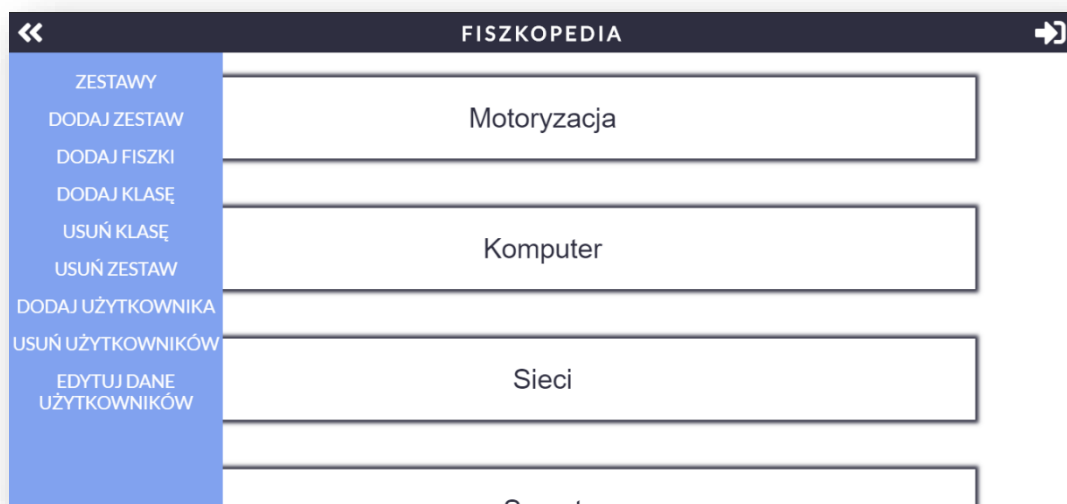 FISZKOPEDIA
ZESTAWY
DODAJ ZESTAW
DODAJ FISZKI
DODAJ KLASĘ
USUŃ KLASĘ
USUŃ ZESTAW
DODAJ UŻYTKOWNIKA
USUŃ UŻYTKOWNIKÓW
EDYTUJ DANE
UŻYTKOWNIKÓW
Motoryzacja
Komputer
Sieci